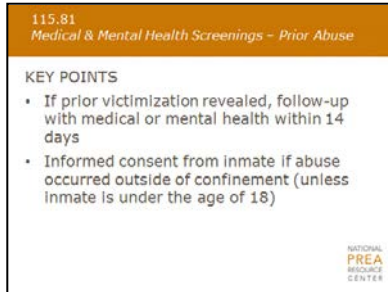 115.81
Medical & Mental Health Screenings – Prior Abuse
KEY POINTS
• If prior victimization revealed, follow-up
with medical or mental health within 14
days
• Informed consent from inmate if abuse
occurred outside of confinement (unless
inmate is under the age of 18)
NATIONAL
PREA
RESOURCE
CENTER